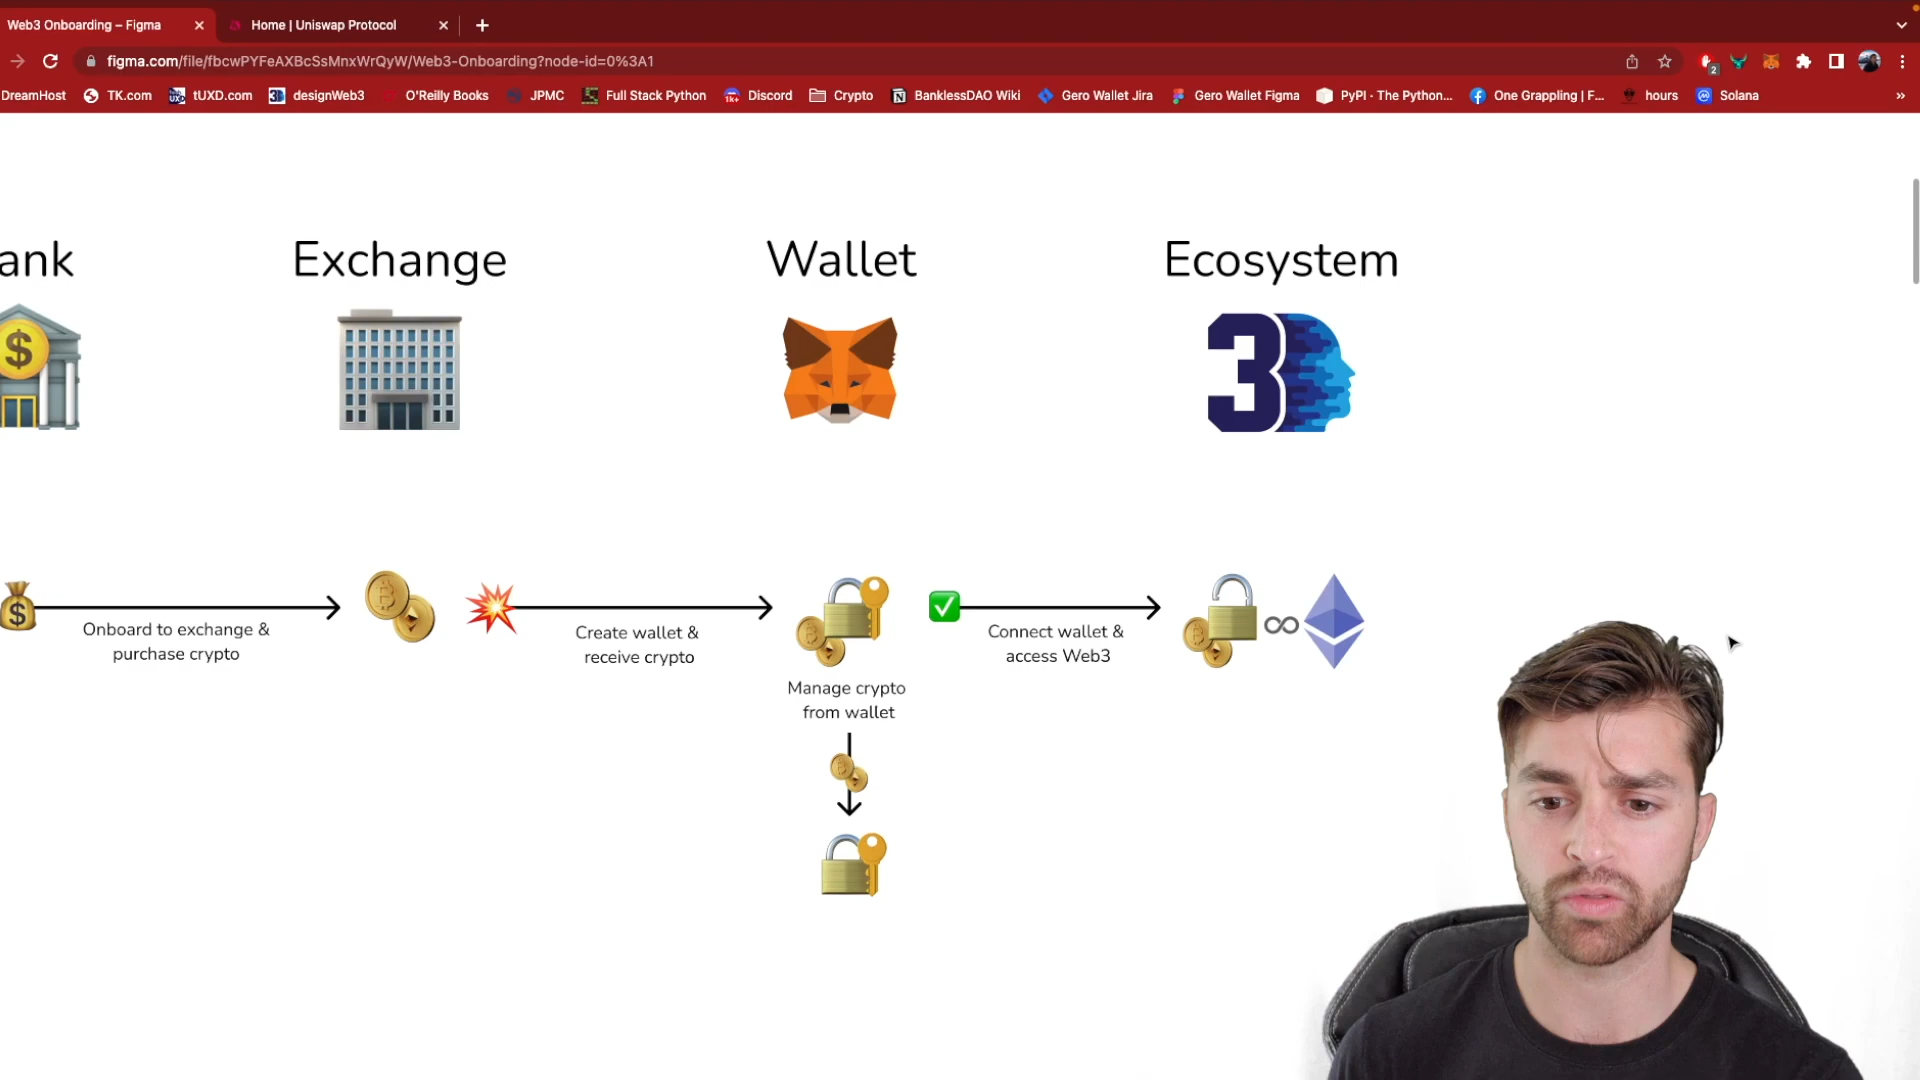 Web3 Onboarding – Figma
Home | Uniswap Protocol
figma.com/file/fbcwPYFeAXBcSsMnxWrQyW/Web3-Onboarding?node-id=0%3A1
2
DreamHost TK.com tUXD.com designWeb3 O'Reilly Books JPMC Full Stack Python Discord Crypto BanklessDAO Wiki Gero Wallet Jira Gero Wallet Figma PyPI · The Python... One Grappling | F... hours Solana »
ank Exchange Wallet Ecosystem
$ 3
$
Onboard to exchange &
purchase crypto
Create wallet &
receive crypto
Connect wallet &
access Web3
Manage crypto
from wallet